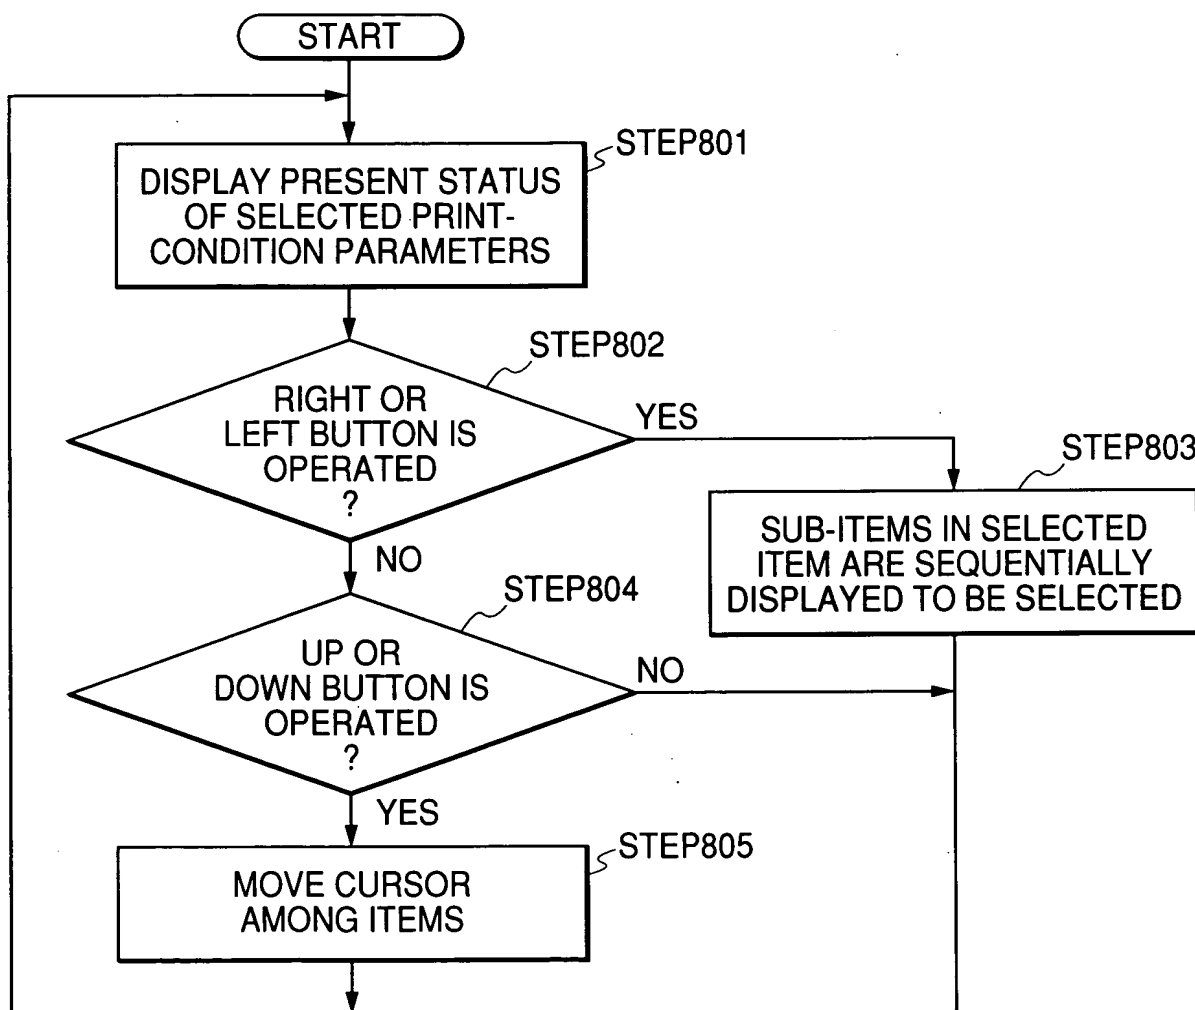 START
STEP801
DISPLAY PRESENT STATUS
OF SELECTED PRINT-
CONDITION PARAMETERS
STEP802
RIGHT OR
LEFT BUTTON IS
OPERATED
?
YES
STEP803
SUB-ITEMS IN SELECTED
ITEM ARE SEQUENTIALLY
DISPLAYED TO BE SELECTED
NO
STEP804
UP OR
DOWN BUTTON IS
OPERATED
?
NO
YES
STEP805
MOVE CURSOR
AMONG ITEMS